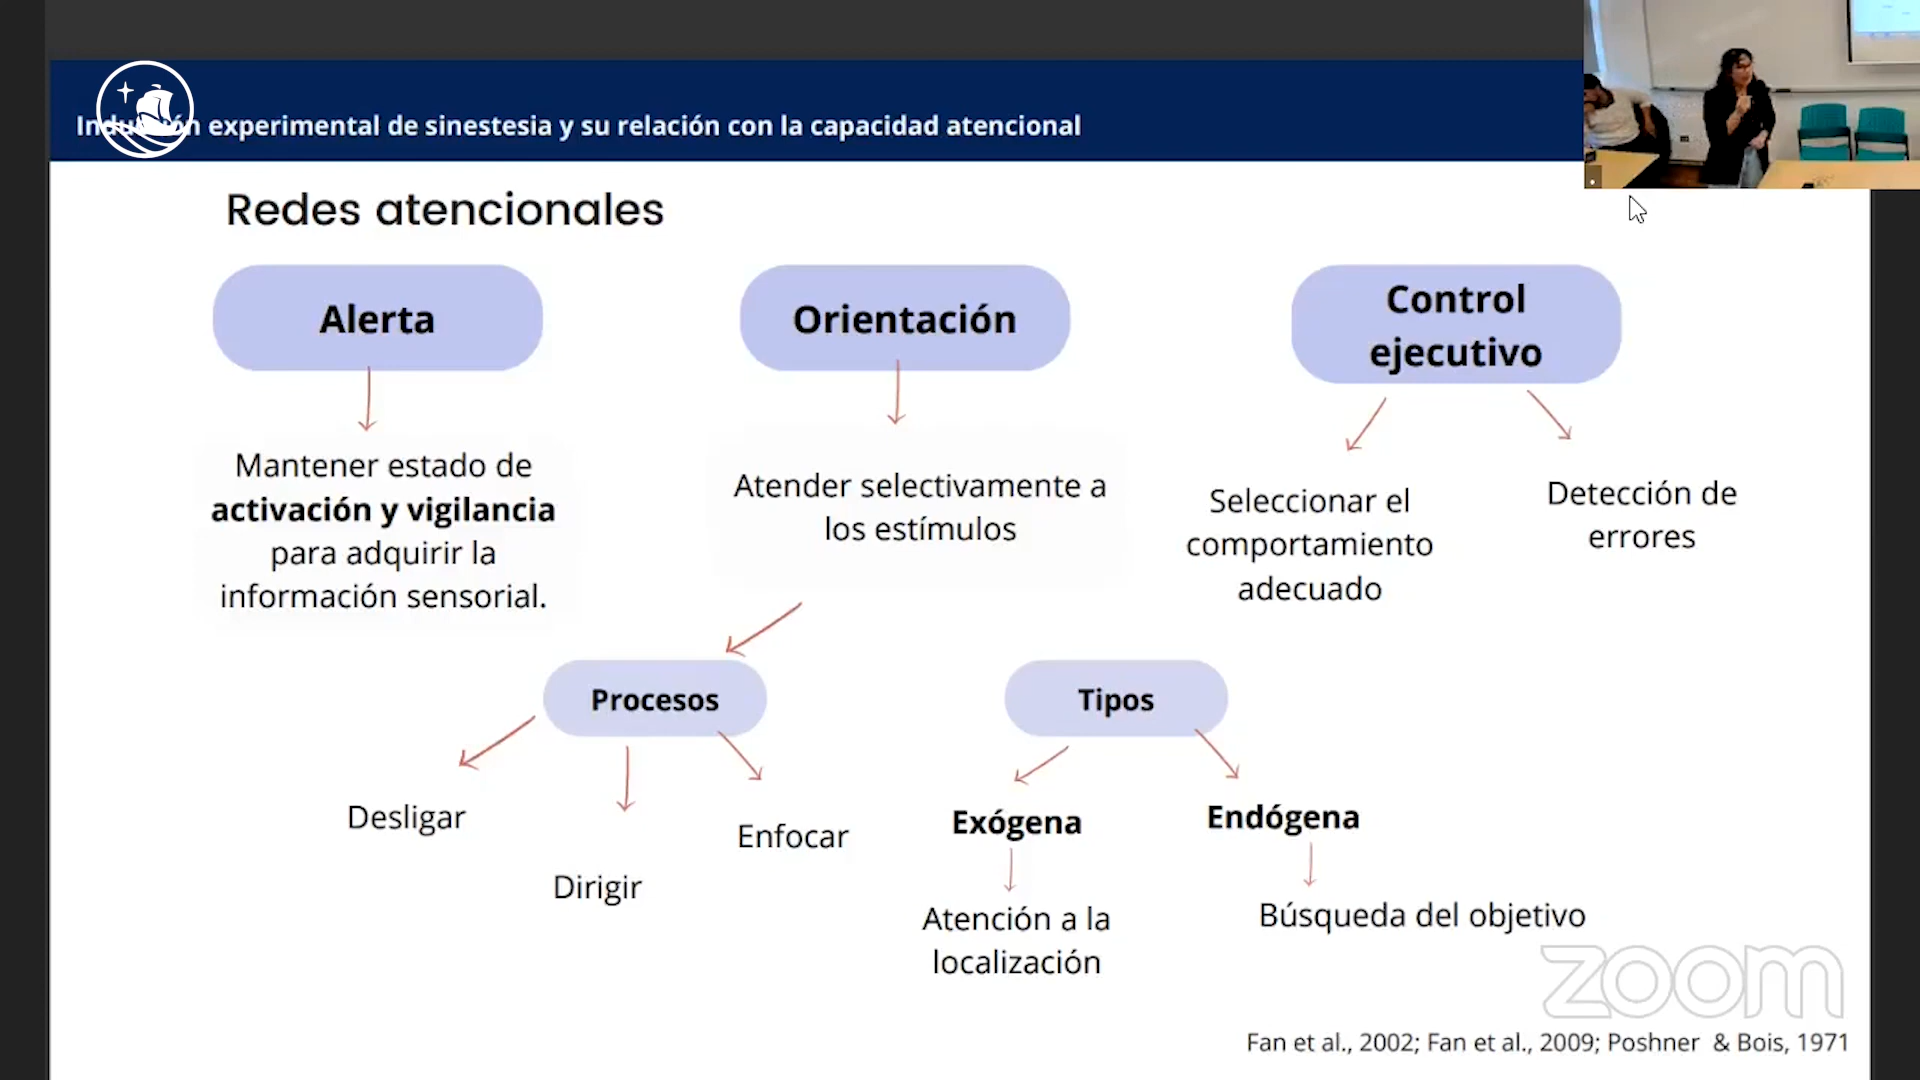 Inducción experimental de sinestesia y su relación con la capacidad atencional
Redes atencionales
Alerta
Mantener estado de
activación y vigilancia
para adquirir la
información sensorial.
Orientación
Atender selectivamente a
los estímulos
Control
ejecutivo
Seleccionar el
comportamiento
adecuado
Detección de
errores
Procesos
Desligar
Dirigir
Enfocar
Tipos
Exógena
Atención a la
localización
Endógena
Búsqueda del objetivo
zoom
Fan et al., 2002; Fan et al., 2009; Poshner & Bois, 1971